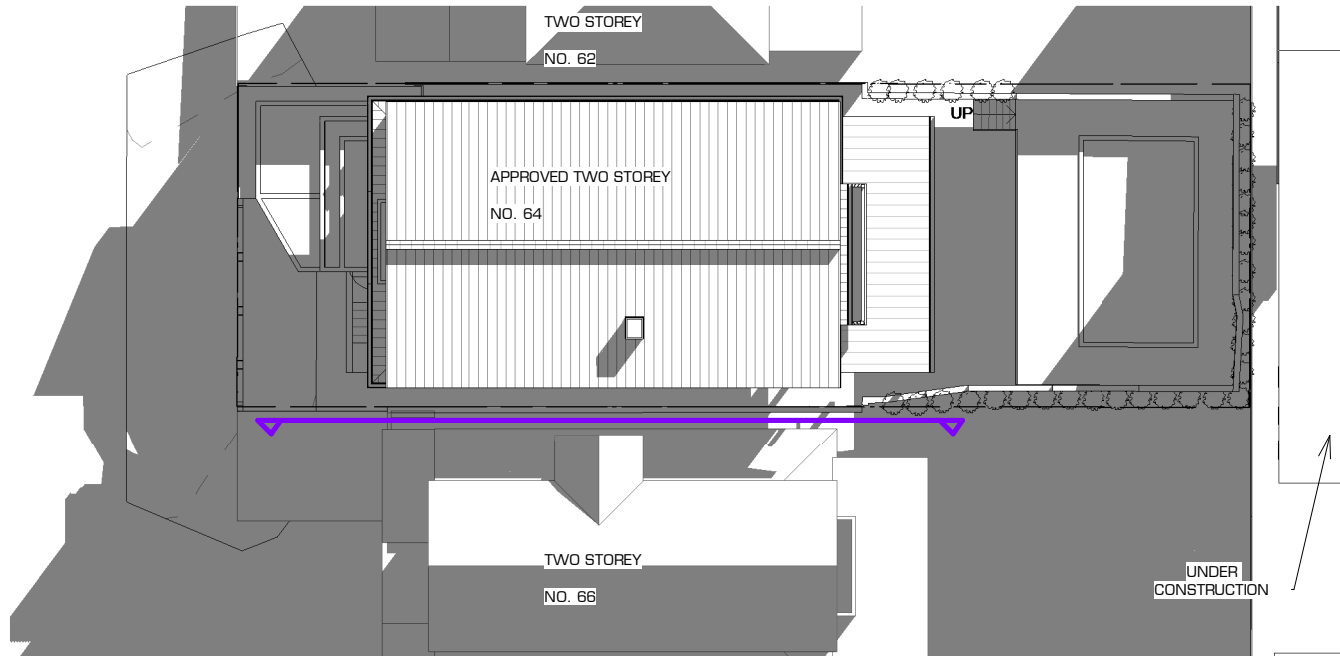 TWO STOREY
NO. 62
UP
APPROVED TWO STOREY
NO. 64
TWO STOREY
NO. 66
UNDER
CONSTRUCTION